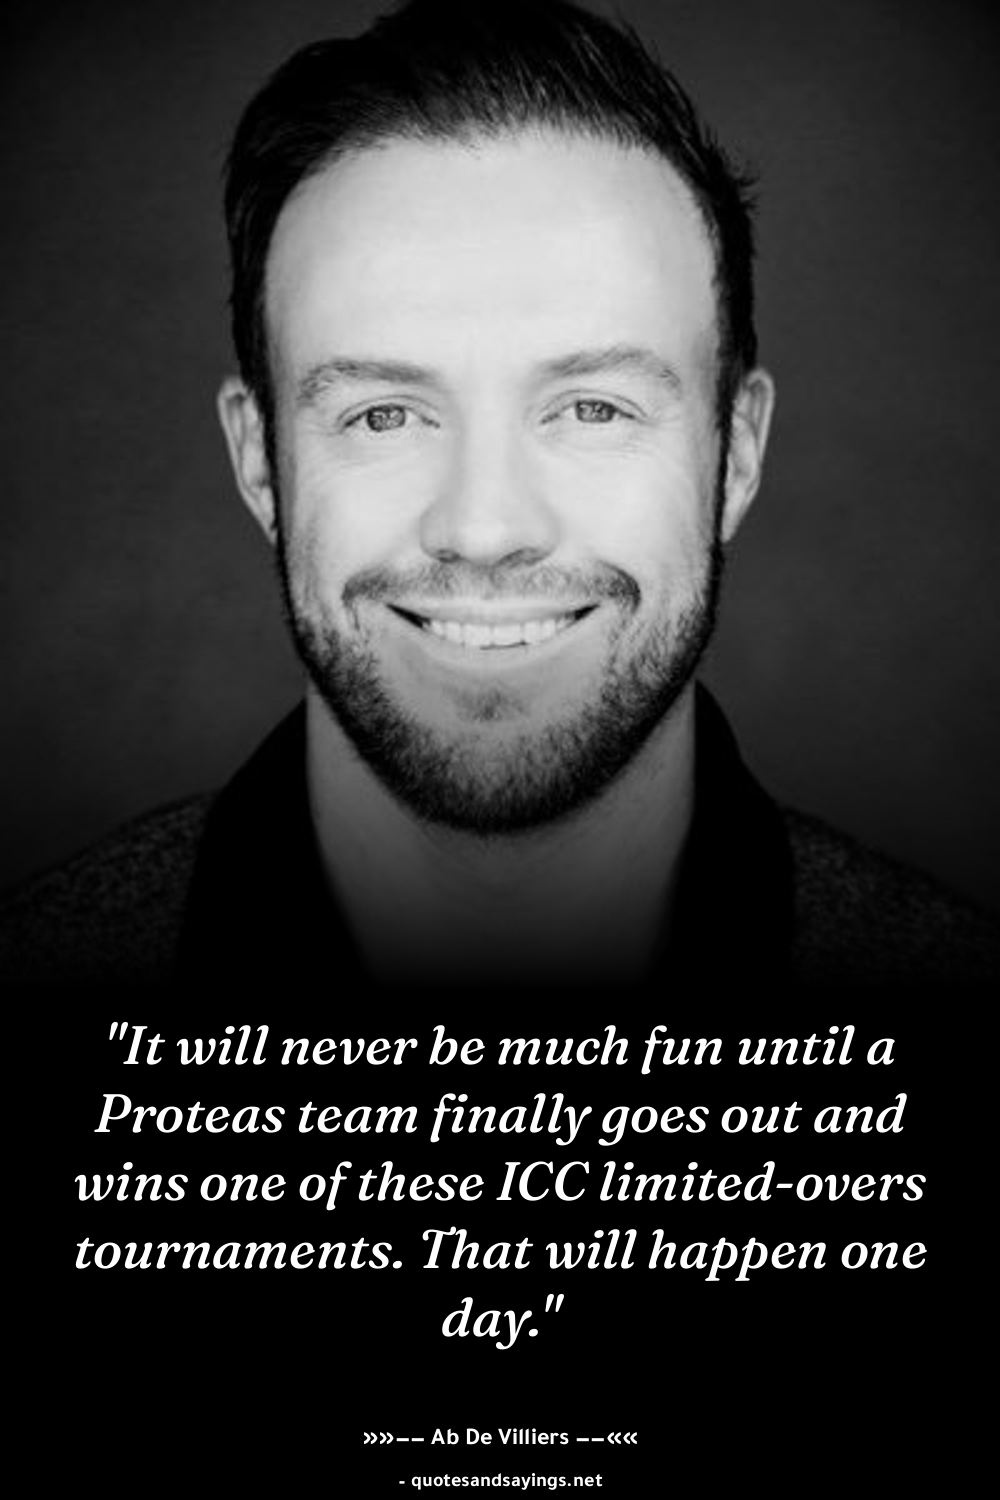 "It will never be much fun until a
Proteas team finally goes out and
wins one of these ICC limited-overs
tournaments. That will happen one
day."
»»–– Ab De Villiers ––««
- quotesandsayings.net